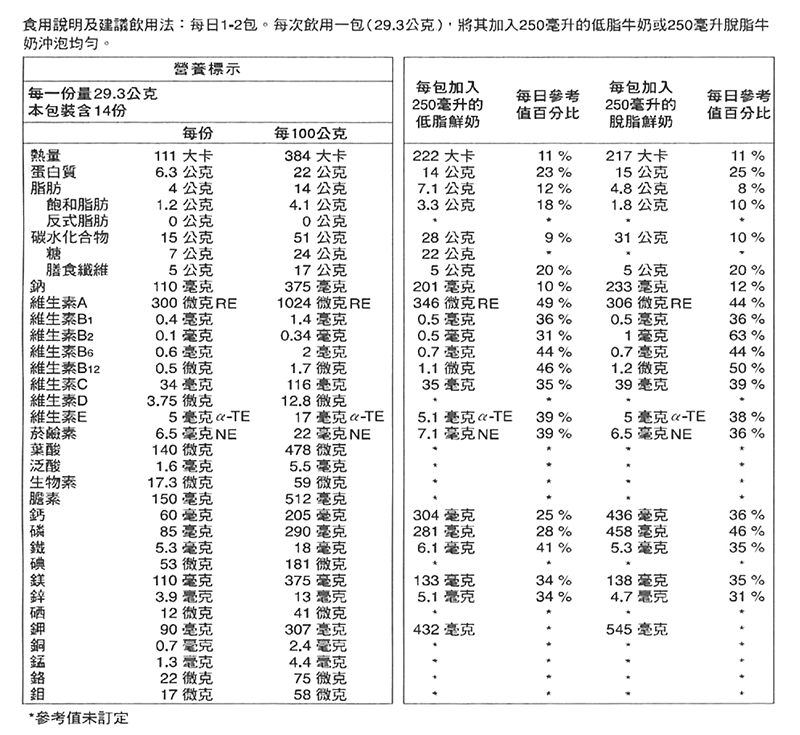 食用說明及建議飲用法：每日1-2包。每次飲用一包(29.3公克)，將其加入250毫升的低脂牛奶或250毫升脫脂牛
奶沖泡均勻。
營養標示
每一份量29.3公克
本包裝含14份
每份 每100公克
每包加入 250毫升的 低脂鮮奶 每日參考 值百分比 每包加入 250毫升的 脫脂鮮奶 每日參考 值百分比
熱量 111 大卡 384 大卡 222 大卡 11 % 217 大卡 11 %
蛋白質 6.3 公克 22 公克 14 公克 23 % 15 公克 25 %
脂肪 4 公克 14 公克 7.1 公克 12 % 4.8 公克 8 %
飽和脂肪 1.2 公克 4.1 公克 3.3 公克 18 % 1.8 公克 10 %
反式脂肪 0 公克 0 公克 * * * *
碳水化合物 15 公克 51 公克 28 公克 9 % 31 公克 10 %
糖 7 公克 24 公克 22 公克 * * *
膳食纖維 5 公克 17 公克 5 公克 20 % 5 公克 20 %
鈉 110 毫克 375 毫克 201 毫克 10 % 233 毫克 12 %
維生素A 300 微克RE 1024 微克RE 346 微克RE 49 % 306 微克RE 44 %
維生素B1 0.4 毫克 1.4 毫克 0.5 毫克 36 % 0.5 毫克 36 %
維生素B2 0.1 毫克 0.34 毫克 0.5 毫克 31 % 1 毫克 63 %
維生素B6 0.6 毫克 2 毫克 0.7 毫克 44 % 0.7 毫克 44 %
維生素B12 0.5 微克 1.7 微克 1.1 微克 46 % 1.2 微克 50 %
維生素C 34 毫克 116 毫克 35 毫克 35 % 39 毫克 39 %
維生素D 3.75 微克 12.8 微克 * * * *
維生素E 5 毫克α-TE 17 毫克α-TE 5.1 毫克α-TE 39 % 5 毫克α-TE 38 %
菸鹼素 6.5 毫克NE 22 毫克NE 7.1 毫克NE 39 % 6.5 毫克NE 36 %
葉酸 140 微克 478 微克 * * * *
泛酸 1.6 毫克 5.5 毫克 * * * *
生物素 17.3 微克 59 微克 * * * *
膽素 150 毫克 512 毫克 * * * *
鈣 60 毫克 205 毫克 304 毫克 25 % 436 毫克 36 %
磷 85 毫克 290 毫克 281 毫克 28 % 458 毫克 46 %
鐵 5.3 毫克 18 毫克 6.1 毫克 41 % 5.3 毫克 35 %
碘 53 微克 181 微克 * * * *
鎂 110 毫克 375 毫克 133 毫克 34 % 138 毫克 35 %
鋅 3.9 毫克 13 毫克 5.1 毫克 34 % 4.7 毫克 31 %
硒 12 微克 41 微克 * * * *
鉀 90 毫克 307 毫克 432 毫克 * 545 毫克 *
銅 0.7 毫克 2.4 毫克 * * * *
錳 1.3 毫克 4.4 毫克 * * * *
鉻 22 微克 75 微克 * * * *
鉬 17 微克 58 微克 * * * *
*參考值未訂定